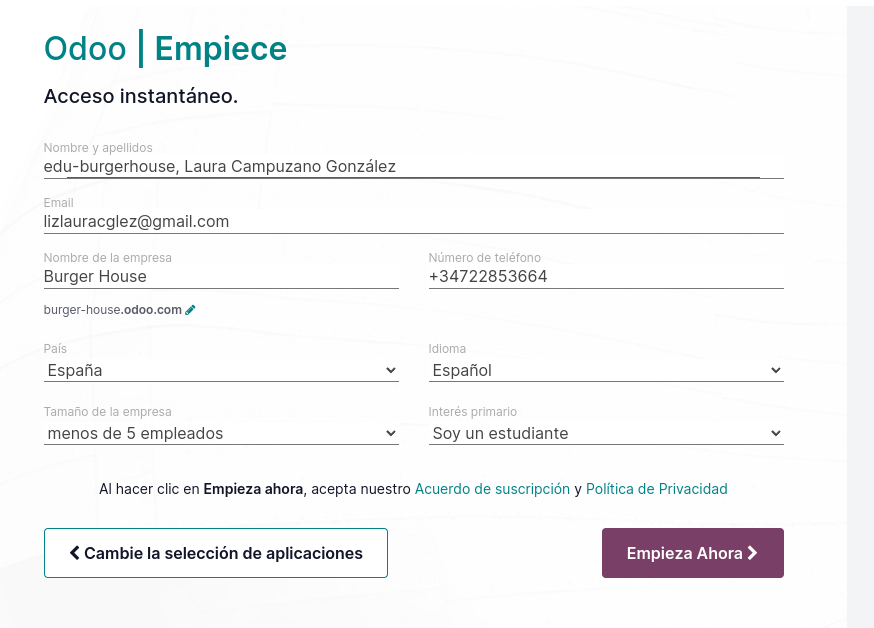 Odoo | Empiece
Acceso instantáneo.
Nombre y apellidos
edu-burgerhouse, Laura Campuzano González
Email
lizlauracglez@gmail.com
Nombre de la empresa
Burger House
Número de teléfono
+34722853664
burger-house.odoo.com
País
España
Idioma
Español
Tamaño de la empresa
menos de 5 empleados
Interés primario
Soy un estudiante
Al hacer clic en Empieza ahora, acepta nuestro Acuerdo de suscripción y Política de Privacidad
Cambie la selección de aplicaciones
Empieza Ahora